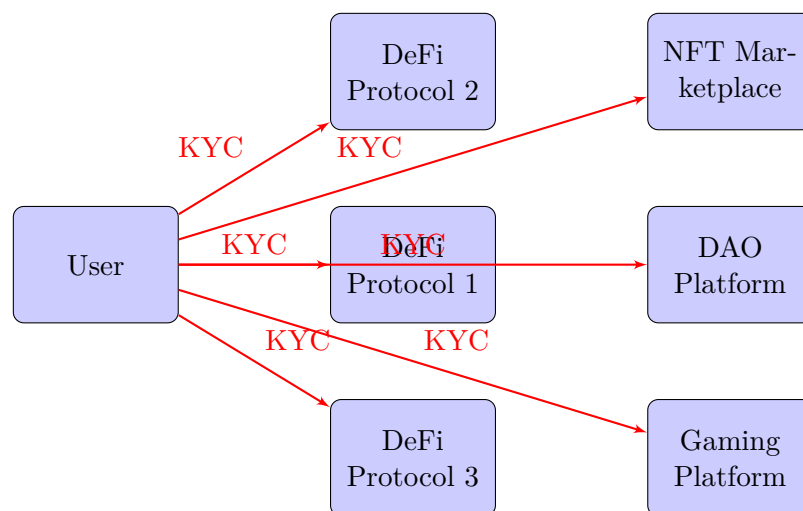 DeFi
Protocol 2
NFT Mar-
ketplace
KYC
KYC
User
KYC
KYC
DeFi
Protocol 1
DAO
Platform
KYC
KYC
DeFi
Protocol 3
Gaming
Platform